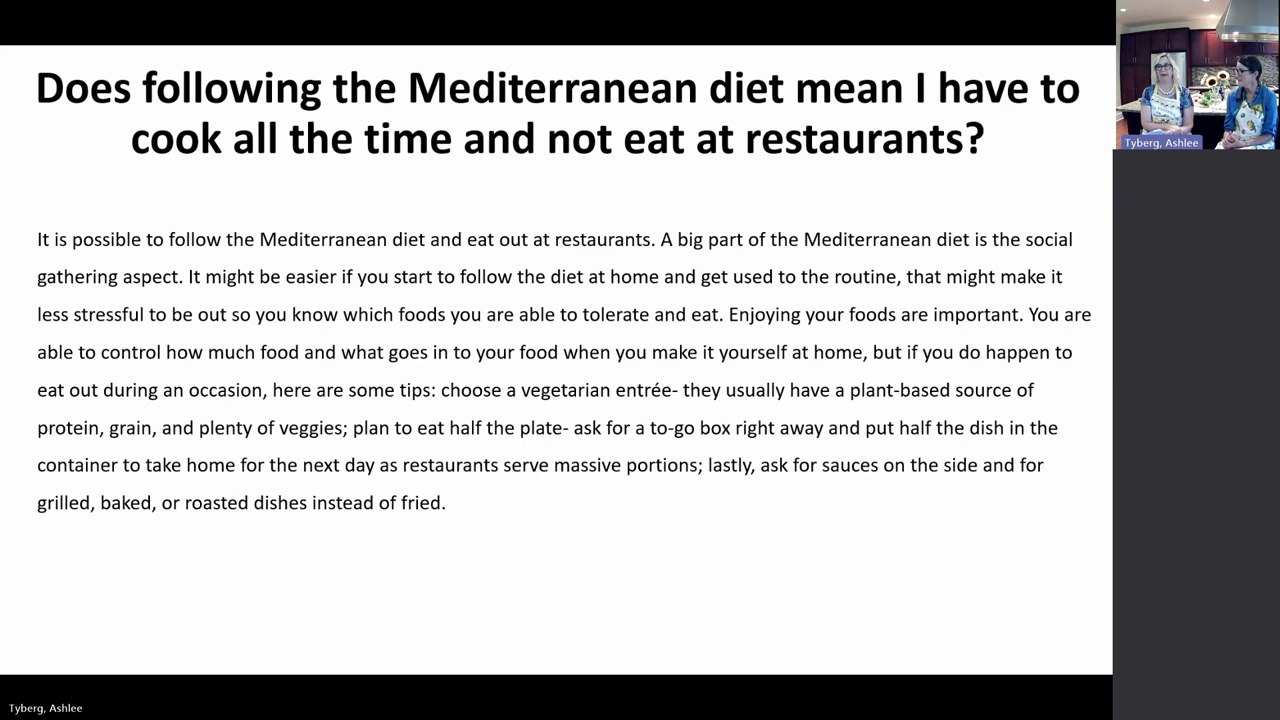 Does following the Mediterranean diet mean I have to
cook all the time and not eat at restaurants?
It is possible to follow the Mediterranean diet and eat out at restaurants. A big part of the Mediterranean diet is the social
gathering aspect. It might be easier if you start to follow the diet at home and get used to the routine, that might make it
less stressful to be out so you know which foods you are able to tolerate and eat. Enjoying your foods are important. You are
able to control how much food and what goes in to your food when you make it yourself at home, but if you do happen to
eat out during an occasion, here are some tips: choose a vegetarian entrée- they usually have a plant-based source of
protein, grain, and plenty of veggies; plan to eat half the plate- ask for a to-go box right away and put half the dish in the
container to take home for the next day as restaurants serve massive portions; lastly, ask for sauces on the side and for
grilled, baked, or roasted dishes instead of fried.
Tyberg, Ashlee
Tyberg, Ashlee